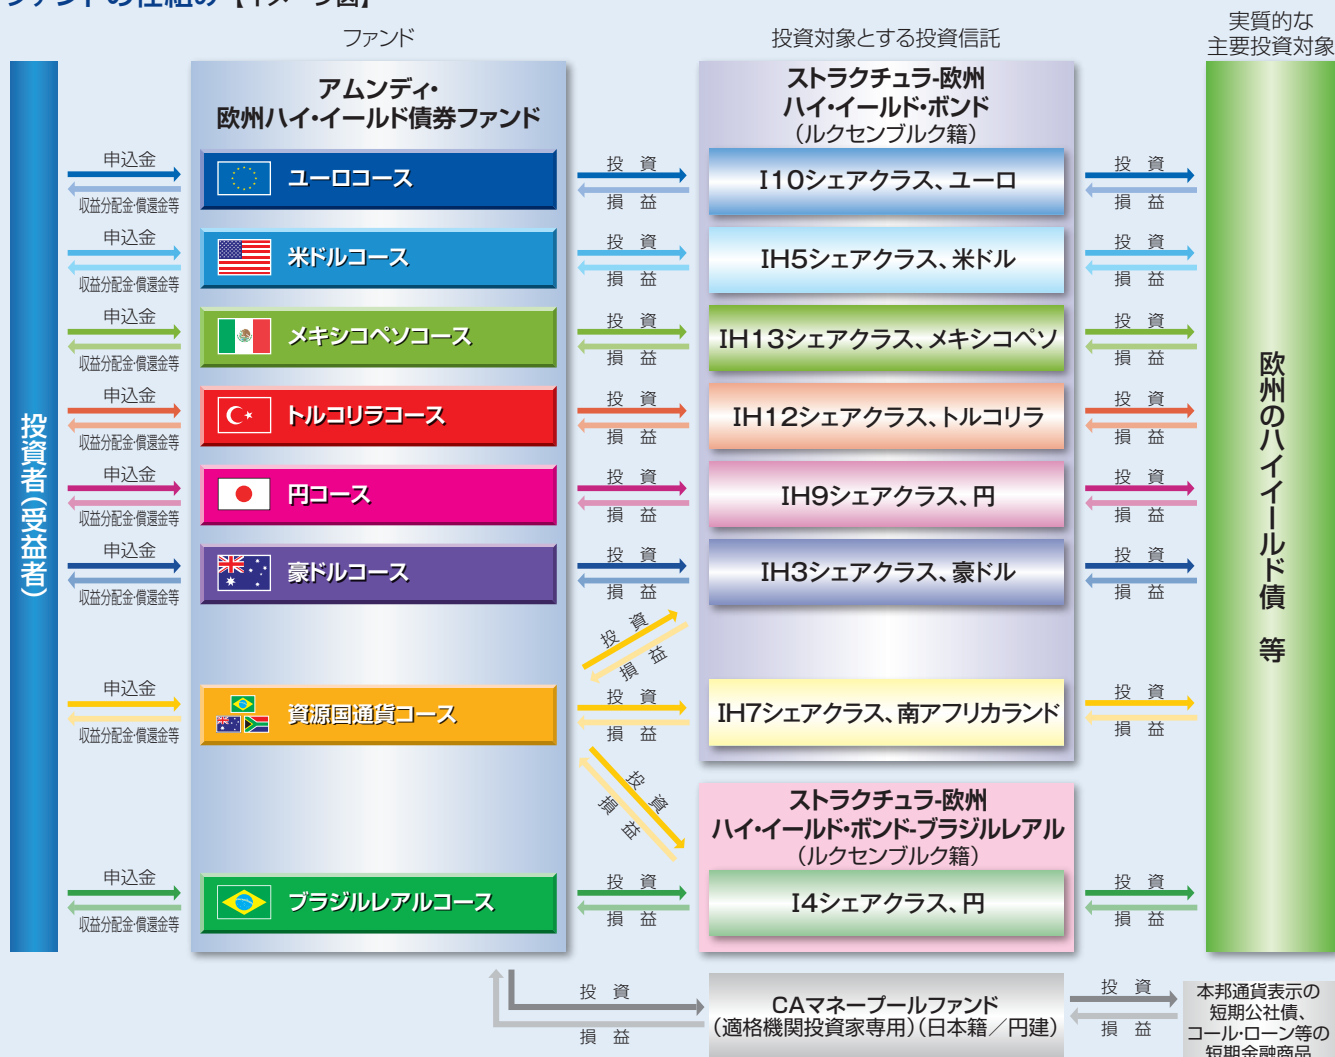 ファンドの仕組み【イメージ図】
ファンド
投資対象とする投資信託
実質的な
主要投資対象
投資者(受益者)
アムンディ・
欧州ハイ・イールド債券ファンド
ストラクチュラ-欧州
ハイ・イールド・ボンド
(ルクセンブルク籍)
欧州のハイイールド債 等
申込金
収益分配金・償還金等
ユーロコース
投 資
損 益
I10シェアクラス、ユーロ
投 資
損 益
申込金
収益分配金・償還金等
米ドルコース
投 資
損 益
IH5シェアクラス、米ドル
投 資
損 益
申込金
収益分配金・償還金等
メキシコペソコース
投 資
損 益
IH13シェアクラス、メキシコペソ
投 資
損 益
申込金
収益分配金・償還金等
トルコリラコース
投 資
損 益
IH12シェアクラス、トルコリラ
投 資
損 益
申込金
収益分配金・償還金等
円コース
投 資
損 益
IH9シェアクラス、円
投 資
損 益
申込金
収益分配金・償還金等
豪ドルコース
投 資
損 益
IH3シェアクラス、豪ドル
投 資
損 益
投 資
損 益
申込金
収益分配金・償還金等
資源国通貨コース
投 資
損 益
IH7シェアクラス、南アフリカランド
投 資
損 益
投 資
損 益
ストラクチュラ-欧州
ハイ・イールド・ボンド-ブラジルレアル
(ルクセンブルク籍)
申込金
収益分配金・償還金等
ブラジルレアルコース
投 資
損 益
I4シェアクラス、円
投 資
損 益
投 資
損 益
CAマネープールファンド
(適格機関投資家専用)(日本籍/円建)
投 資
損 益
本邦通貨表示の
短期公社債、
コール・ローン等の
短期金融商品